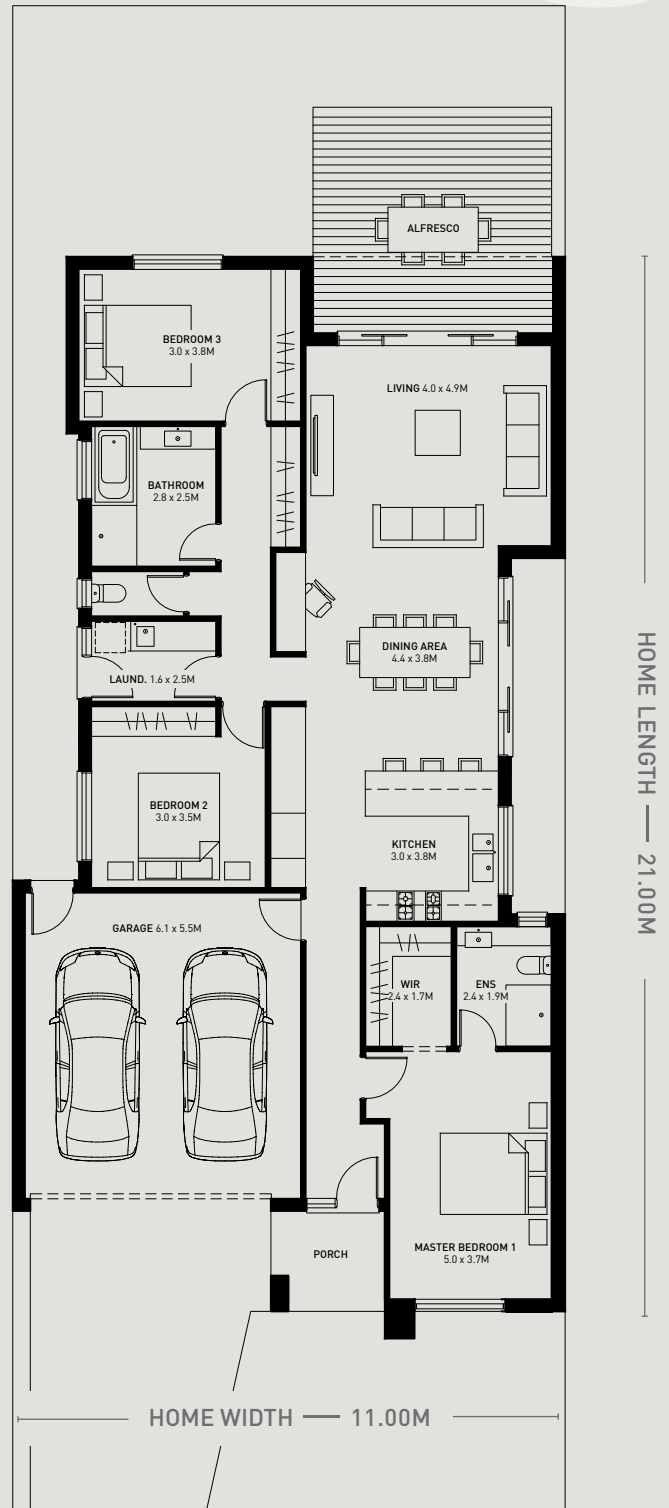 ALFRESCO
BEDROOM 3
3.0 x 3.8M
LIVING 4.0 x 4.9M
BATHROOM
2.8 x 2.5M
DINING AREA
4.4 x 3.8M
LAUND. 1.6 x 2.5M
BEDROOM 2
3.0 x 3.5M
KITCHEN
3.0 x 3.8M
GARAGE 6.1 x 5.5M
WIR
2.4 x 1.7M
ENS
2.4 x 1.9M
MASTER BEDROOM 1
5.0 x 3.7M
PORCH
HOME LENGTH — 21.00M
HOME WIDTH — 11.00M